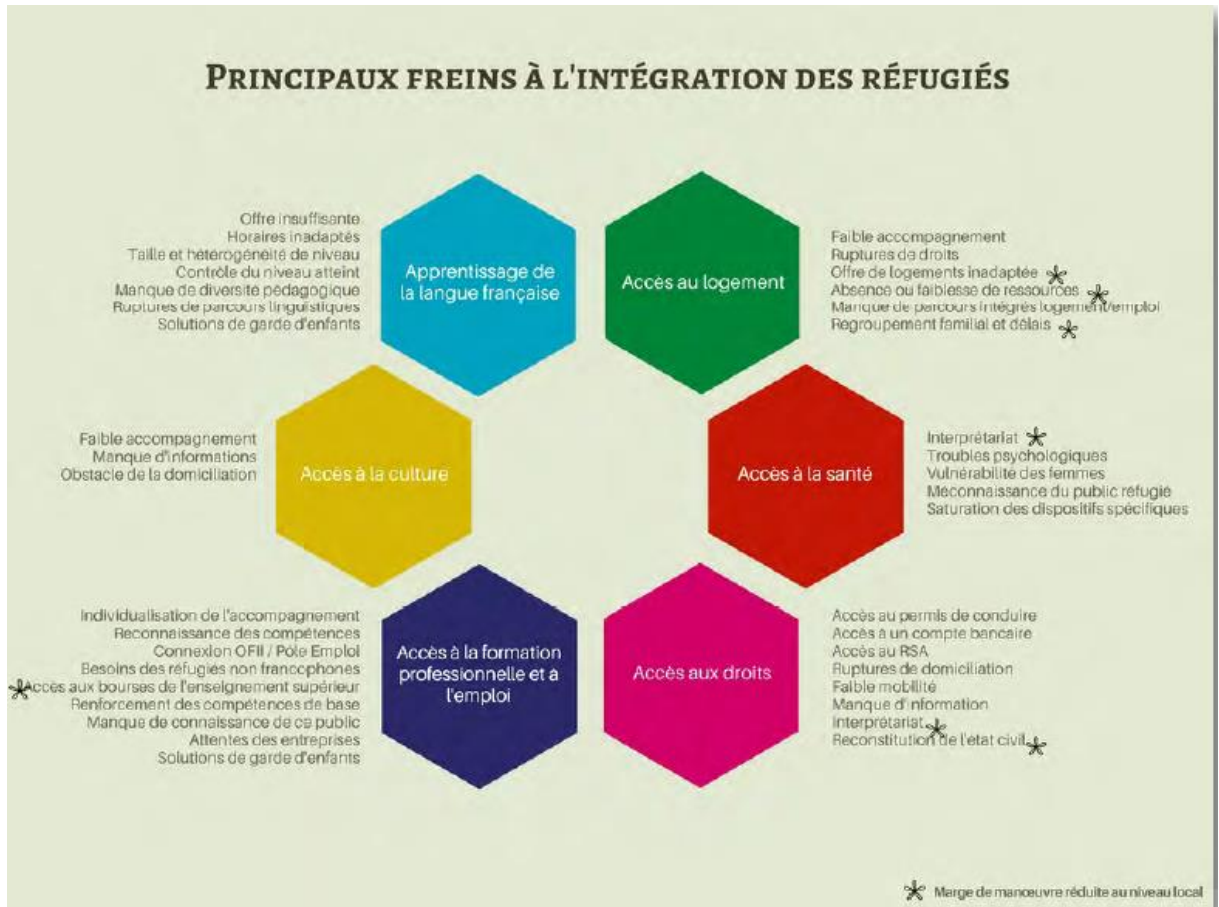 PRINCIPAUX FREINS À L'INTÉGRATION DES RÉFUGIÉS
Offre insuffisante
Horaires inadaptés
Taille et hétérogénéité de niveau
Contrôle du niveau atteint
Manque de diversité pédagogique
Ruptures de parcours linguistiques
Solutions de garde d'enfants
Apprentissage de
la langue française
Accès au logement
Faible accompagnement
Ruptures de droits
Offre de logements inadaptée *
Absence ou faiblesse de ressources *
Manque de parcours intégrés logement/emploi
Regroupement familial et délais *
Faible accompagnement
Manque d'informations
Obstacle de la domiciliation
Accès à la culture
Accès à la santé
Interprétariat *
Troubles psychologiques
Vulnérabilité des femmes
Méconnaissance du public réfugié
Saturation des dispositifs spécifiques
Individualisation de l'accompagnement
Reconnaissance des compétences
Connexion OFII / Pôle Emploi
Besoins des réfugiés non francophones
*Accès aux bourses de l'enseignement supérieur
Renforcement des compétences de base
Manque de connaissance de ce public
Attentes des entreprises
Solutions de garde d'enfants
Accès à la formation
professionnelle et à
l'emploi
Accès aux droits
Accès au permis de conduire
Accès à un compte bancaire
Accès au RSA
Ruptures de domiciliation
Faible mobilité
Manque d'information
Interprétariat *
Reconstitution de l'état civil *
* Marge de manœuvre réduite au niveau local